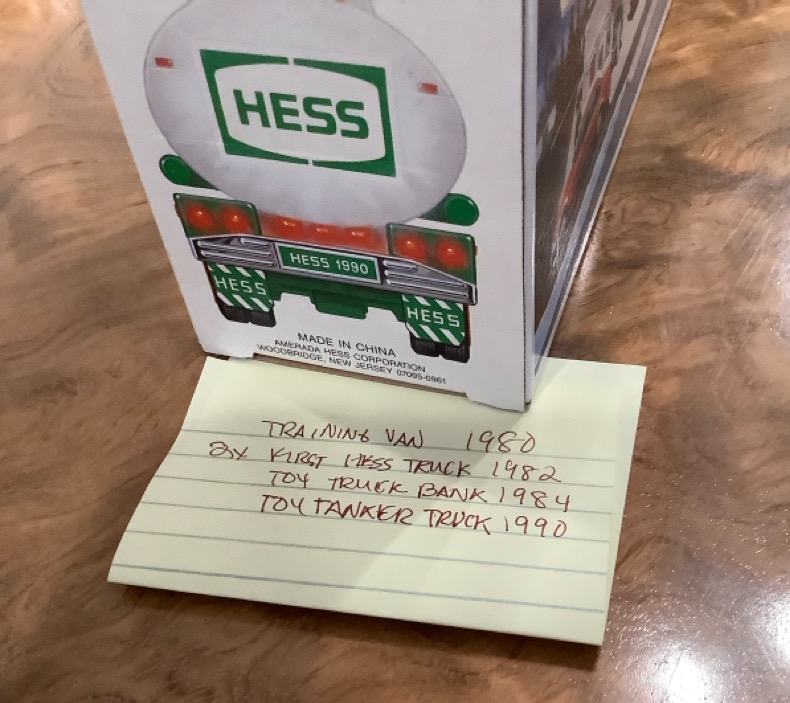 HESS
HESS 1990
HESS
HESS
MADE IN CHINA
AMERADA HESS CORPORATION
WOODBRIDGE, NEW JERSEY 07095-0961
TRAINING VAN 1980
2x FIRST HESS TRUCK 1982
TOY TRUCK BANK 1984
TOY TANKER TRUCK 1990